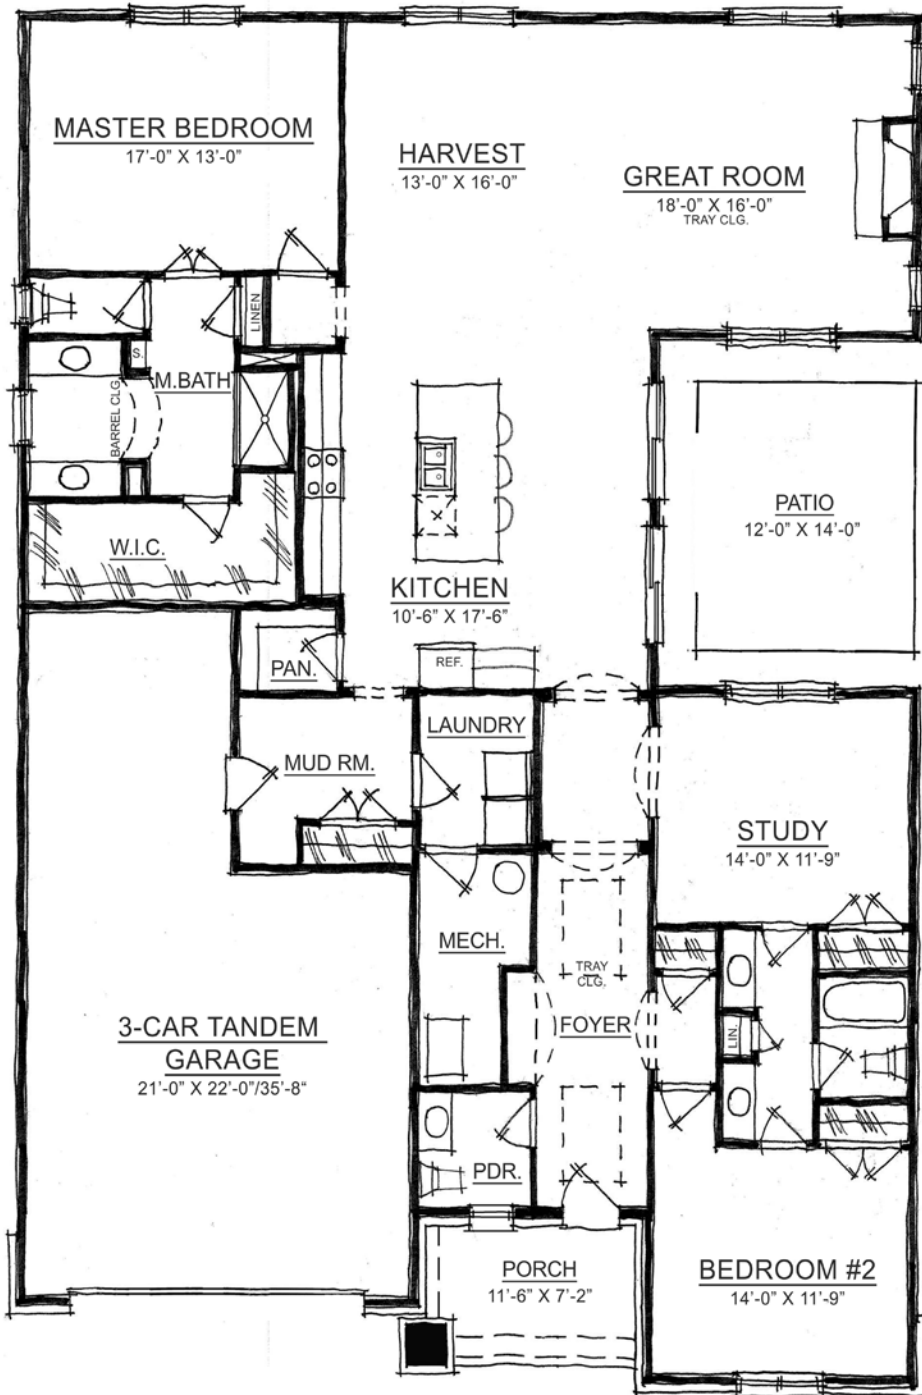 MASTER BEDROOM
17'-0" X 13'-0"
HARVEST
13'-0" X 16'-0"
GREAT ROOM
18'-0" X 16'-0"
TRAY CLG.
LINEN
S.
M.BATH
BARREL CLG.
W.I.C.
PATIO
12'-0" X 14'-0"
KITCHEN
10'-6" X 17'-6"
REF.
PAN.
LAUNDRY
MUD RM.
STUDY
14'-0" X 11'-9"
MECH.
TRAY
CLG.
FOYER
LIN.
3-CAR TANDEM
GARAGE
21'-0" X 22'-0"/35'-8"
PDR.
PORCH
11'-6" X 7'-2"
BEDROOM #2
14'-0" X 11'-9"